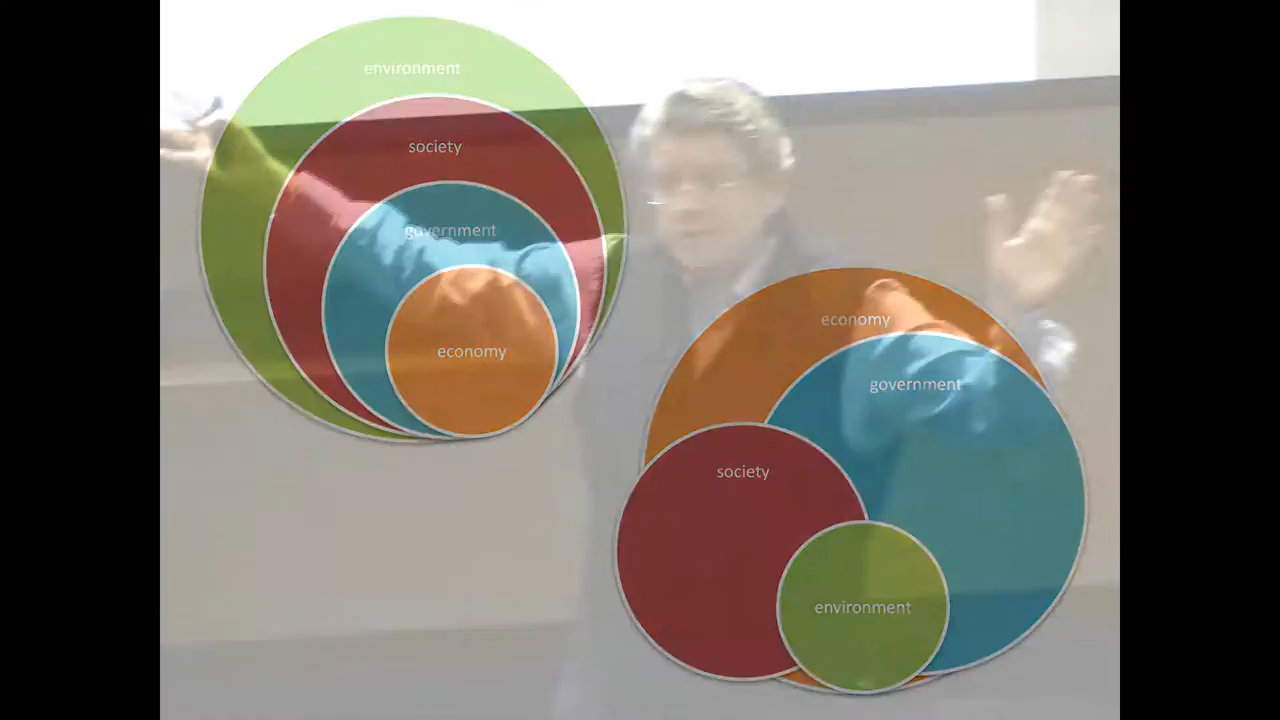 environment
society
government
economy
economy
government
society
environment